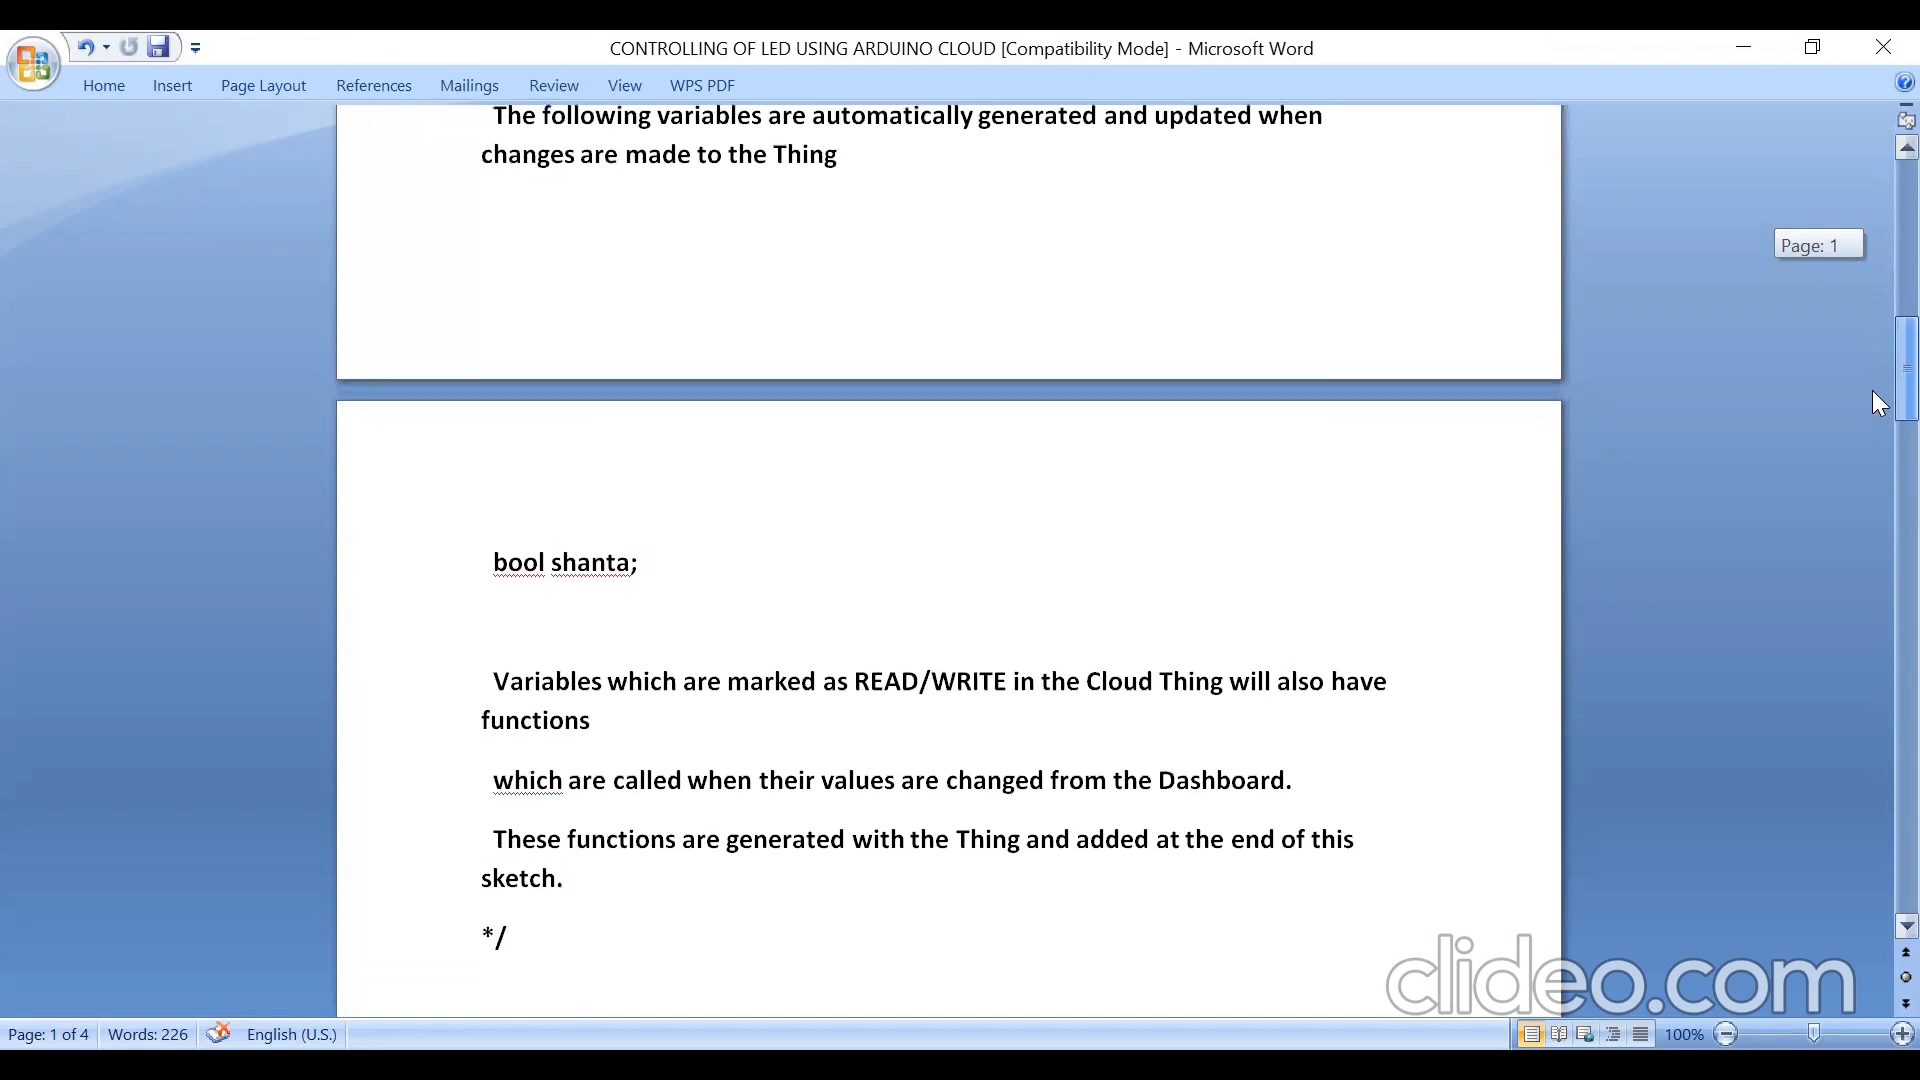 CONTROLLING OF LED USING ARDUINO CLOUD [Compatibility Mode] - Microsoft Word
Home Insert Page Layout References Mailings Review View WPS PDF
The following variables are automatically generated and updated when
changes are made to the Thing
Page: 1
bool shanta;
Variables which are marked as READ/WRITE in the Cloud Thing will also have
functions
which are called when their values are changed from the Dashboard.
These functions are generated with the Thing and added at the end of this
sketch.
*/
clideo.com
Page: 1 of 4 Words: 226 English (U.S.) 100%